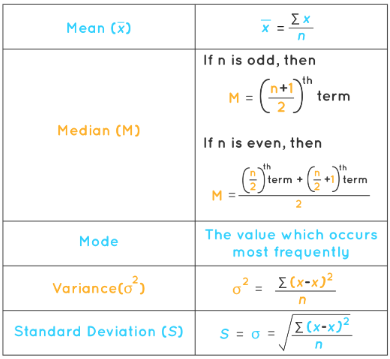 Mean (x̅)
x̅ = ∑ x / n
Median (M)
If n is odd, then
M = ((n+1)/2)^th term
If n is even, then
M = ((n/2)^th term + (n/2 +1)^th term) / 2
Mode
The value which occurs
most frequently
Variance(σ²)
σ² = ∑ (x-x)² / n
Standard Deviation (S)
S = σ = √(∑ (x-x)² / n)